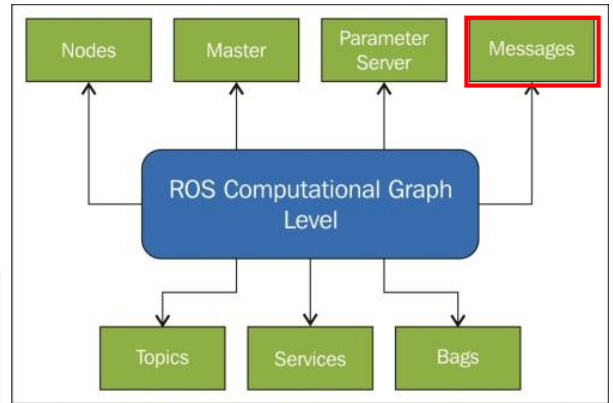 Nodes
Master
Parameter
Server
Messages
ROS Computational Graph
Level
Topics
Services
Bags